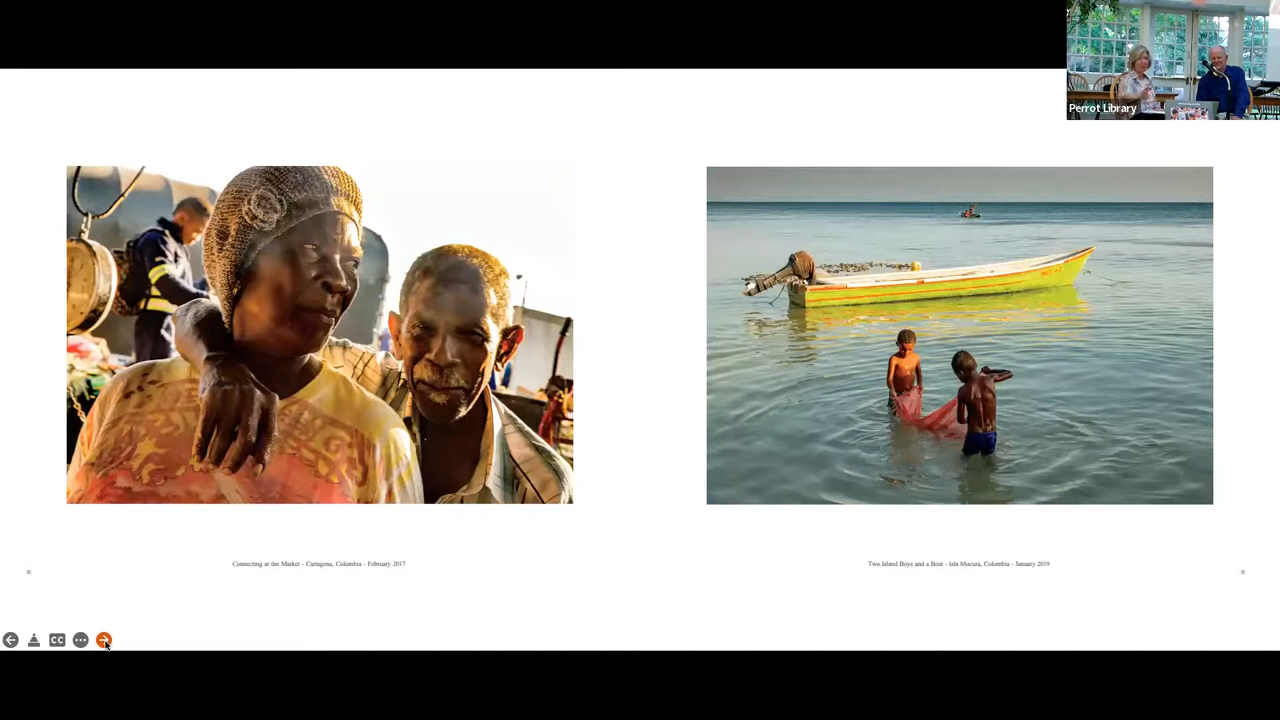 Perrot Library
Connecting at the Market - Cartagena, Colombia - February 2017
Two Island Boys and a Boat - Isla Mucura, Colombia - January 2019
CC